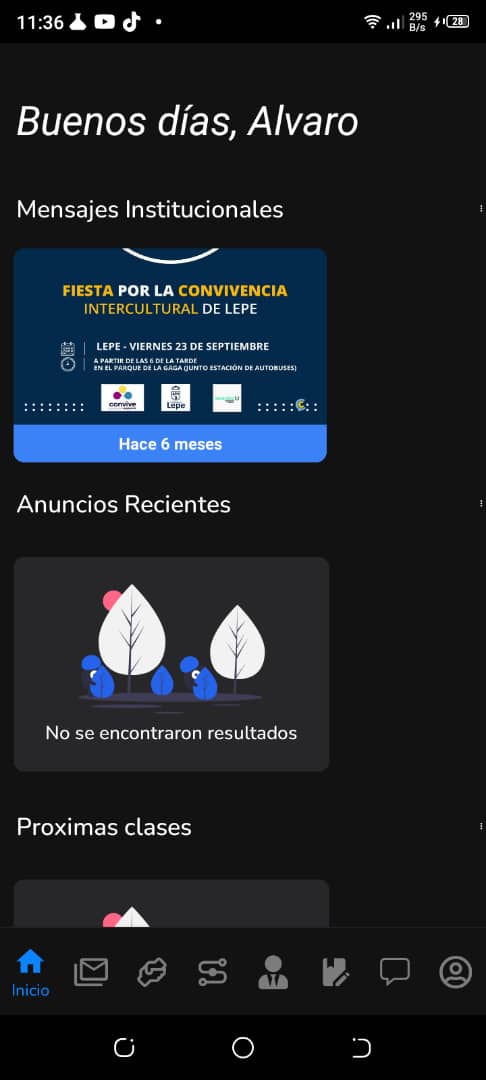 11:36
295
B/s
28
Buenos días, Alvaro
Mensajes Institucionales
FIESTA POR LA CONVIVENCIA
INTERCULTURAL DE LEPE
LEPE - VIERNES 23 DE SEPTIEMBRE
A PARTIR DE LAS 6 DE LA TARDE
EN EL PARQUE DE LA GAGA (JUNTO ESTACIÓN DE AUTOBUSES)
convive
Lepe
Hace 6 meses
Anuncios Recientes
No se encontraron resultados
Proximas clases
Inicio